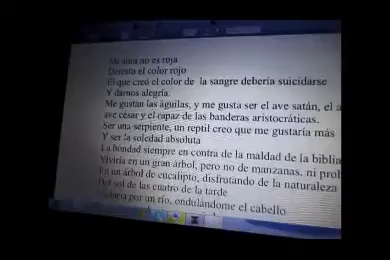 Mi aura no es roja
Detesto el color rojo
El que creó el color de la sangre debería suicidarse
Y darnos alegría.
Me gustan las águilas, y me gusta ser el ave satán, el a
ave césar y el rapaz de las banderas aristocráticas.
Ser una serpiente, un reptil creo que me gustaría más
Y ser la soledad absoluta
La bondad siempre en contra de la maldad de la biblia
Viviría en un gran árbol, pero no de manzanas, ni prol
En un árbol de eucalipto, disfrutando de la naturaleza
Del sol de las cuatro de la tarde
por un río, ondulándome el cabello